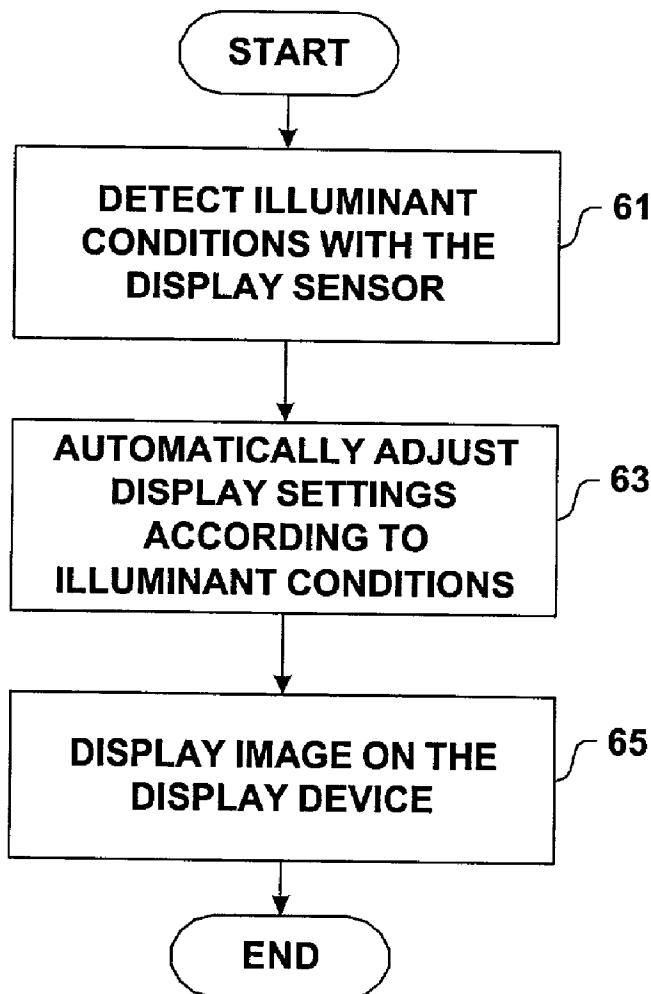 START
DETECT ILLUMINANT
CONDITIONS WITH THE
DISPLAY SENSOR
61
AUTOMATICALLY ADJUST
DISPLAY SETTINGS
ACCORDING TO
ILLUMINANT CONDITIONS
63
DISPLAY IMAGE ON THE
DISPLAY DEVICE
65
END